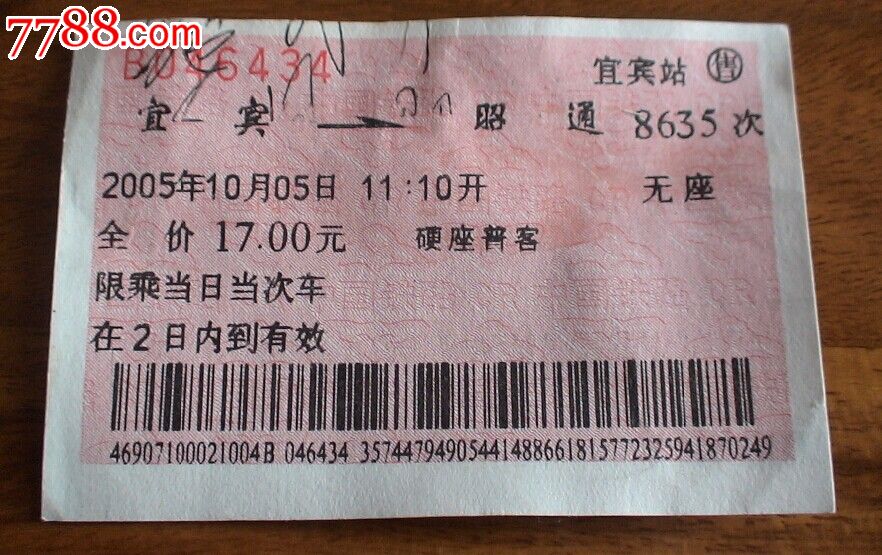 7788.com
B046434
宜宾站 售
宜 宾 → 昭 通 8635次
2005年10月05日 11:10开 无座
全 价 17.00元 硬座普客
限乘当日当次车
在2日内到有效
46907100021004B 046434 35744794905441488661815772325941870249